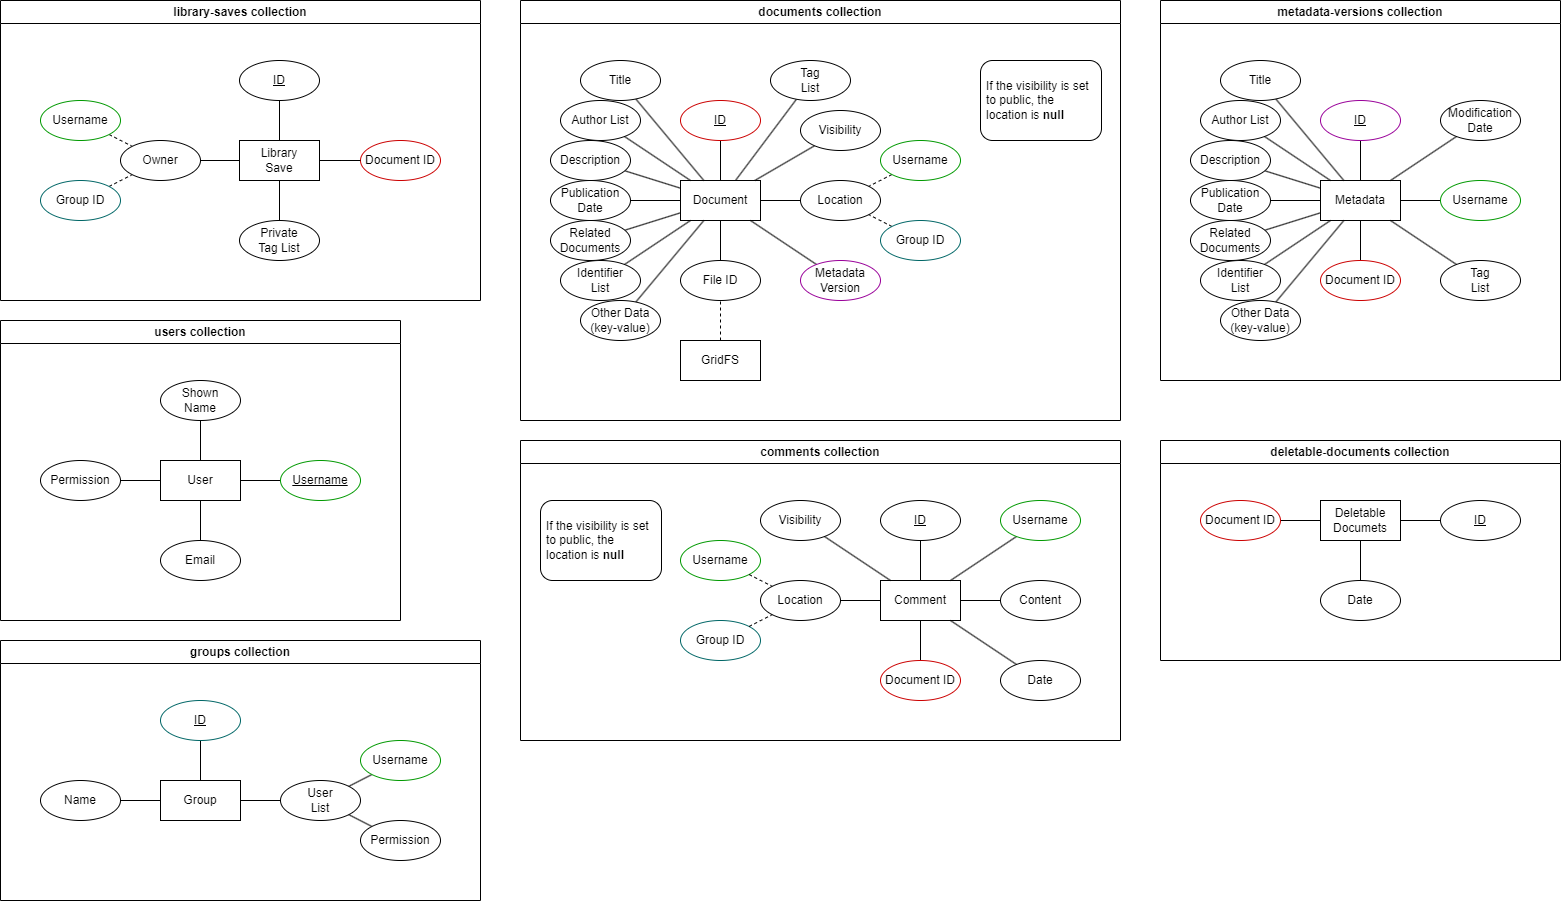 library-saves collection
ID
Username
Library
Save
Owner
Document ID
Group ID
Private
Tag List
users collection
Shown
Name
Permission
User
Username
Email
groups collection
ID
Username
Name
Group
User
List
Permission
documents collection
Title
Tag
List
Author List
ID
Visibility
If the visibility is set
to public, the
location is null
Description
Username
Publication
Date
Document
Location
Related
Documents
Group ID
Identifier
List
File ID
Metadata
Version
Other Data
(key-value)
GridFS
comments collection
If the visibility is set
to public, the
location is null
Visibility
ID
Username
Username
Location
Comment
Content
Group ID
Document ID
Date
metadata-versions collection
Title
Author List
ID
Modification
Date
Description
Publication
Date
Metadata
Username
Related
Documents
Identifier
List
Document ID
Tag
List
Other Data
(key-value)
deletable-documents collection
Document ID
Deletable
Documets
ID
Date